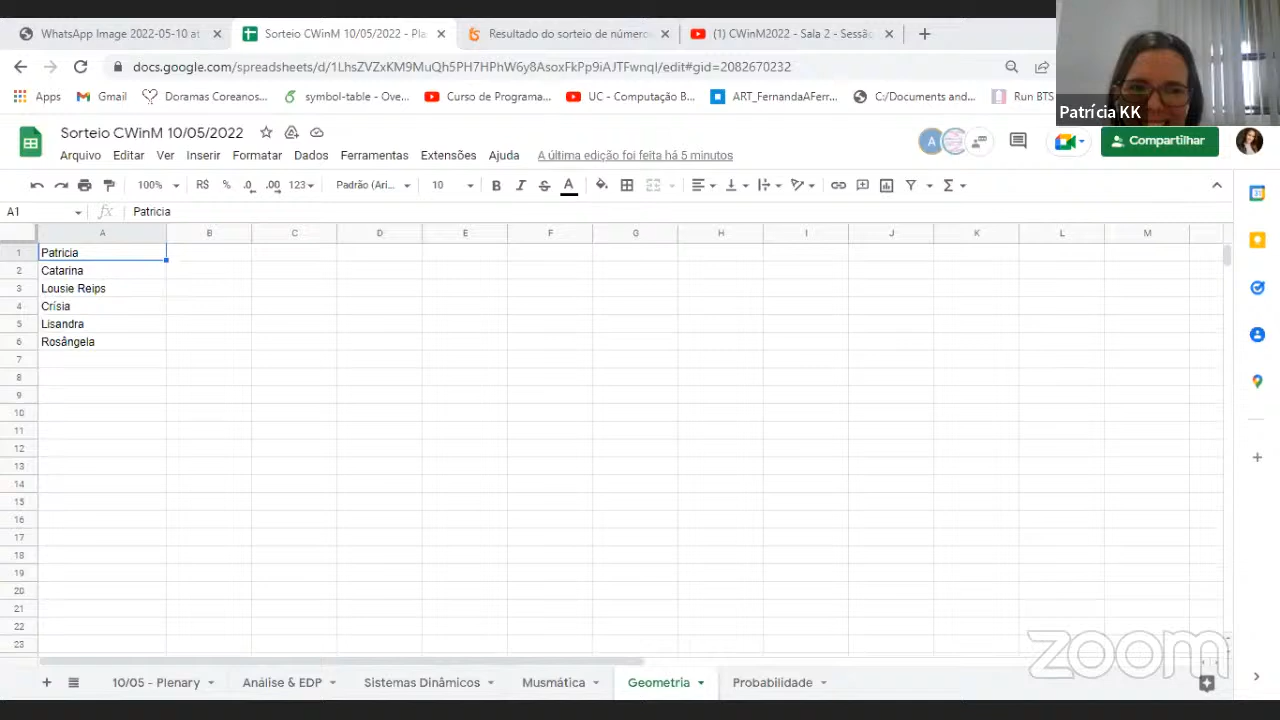 WhatsApp Image 2022-05-10 at
Sorteio CWinM 10/05/2022 - Pla
Resultado do sorteio de número
(1) CWinM2022 - Sala 2 - Sessão
docs.google.com/spreadsheets/d/1LhsZVZxKM9MuQh5PH7HPhW6y8AsoxFkPp9iAJTFwnqI/edit#gid=2082670232
Apps
Gmail
Doramas Coreanos...
symbol-table - Ove...
Curso de Programa...
UC - Computação B...
ART_FernandaAFerr...
C:/Documents and...
Run BTS
Patrícia KK
Sorteio CWinM 10/05/2022
Compartilhar
Arquivo Editar Ver Inserir Formatar Dados Ferramentas Extensões Ajuda
A última edição foi feita há 5 minutos
100% R$ % .0 .00 123 Padrão (Ari... 10 B I S A
A1 fx Patricia
A B C D E F G H I J K L M
1 Patricia
2 Catarina
3 Lousie Reips
4 Crísia
5 Lisandra
6 Rosângela
7
8
9
10
11
12
13
14
15
16
17
18
19
20
21
22
23
zoom
10/05 - Plenary
Análise & EDP
Sistemas Dinâmicos
Musmática
Geometria
Probabilidade